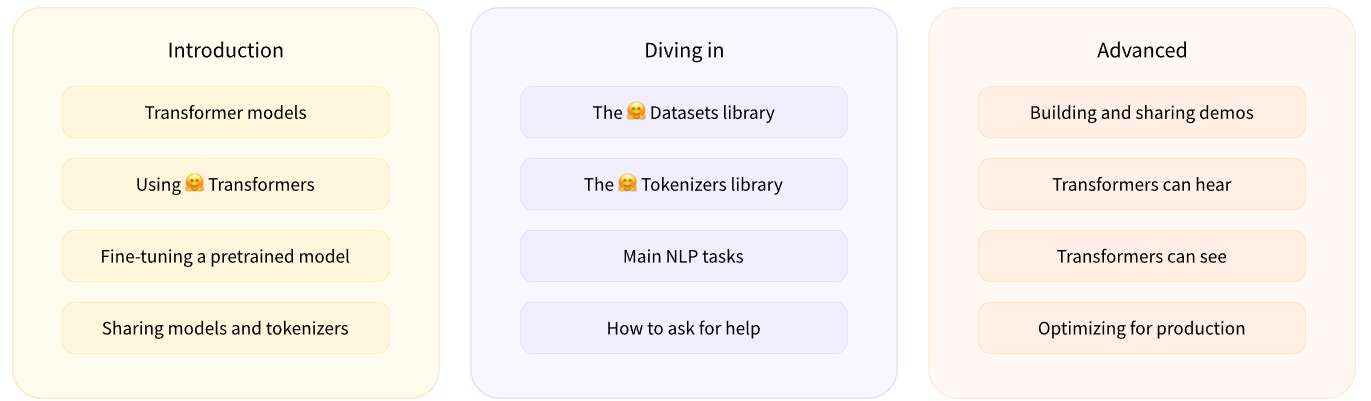 Introduction
Transformer models
Using 🤗 Transformers
Fine-tuning a pretrained model
Sharing models and tokenizers
Diving in
The 🤗 Datasets library
The 🤗 Tokenizers library
Main NLP tasks
How to ask for help
Advanced
Building and sharing demos
Transformers can hear
Transformers can see
Optimizing for production